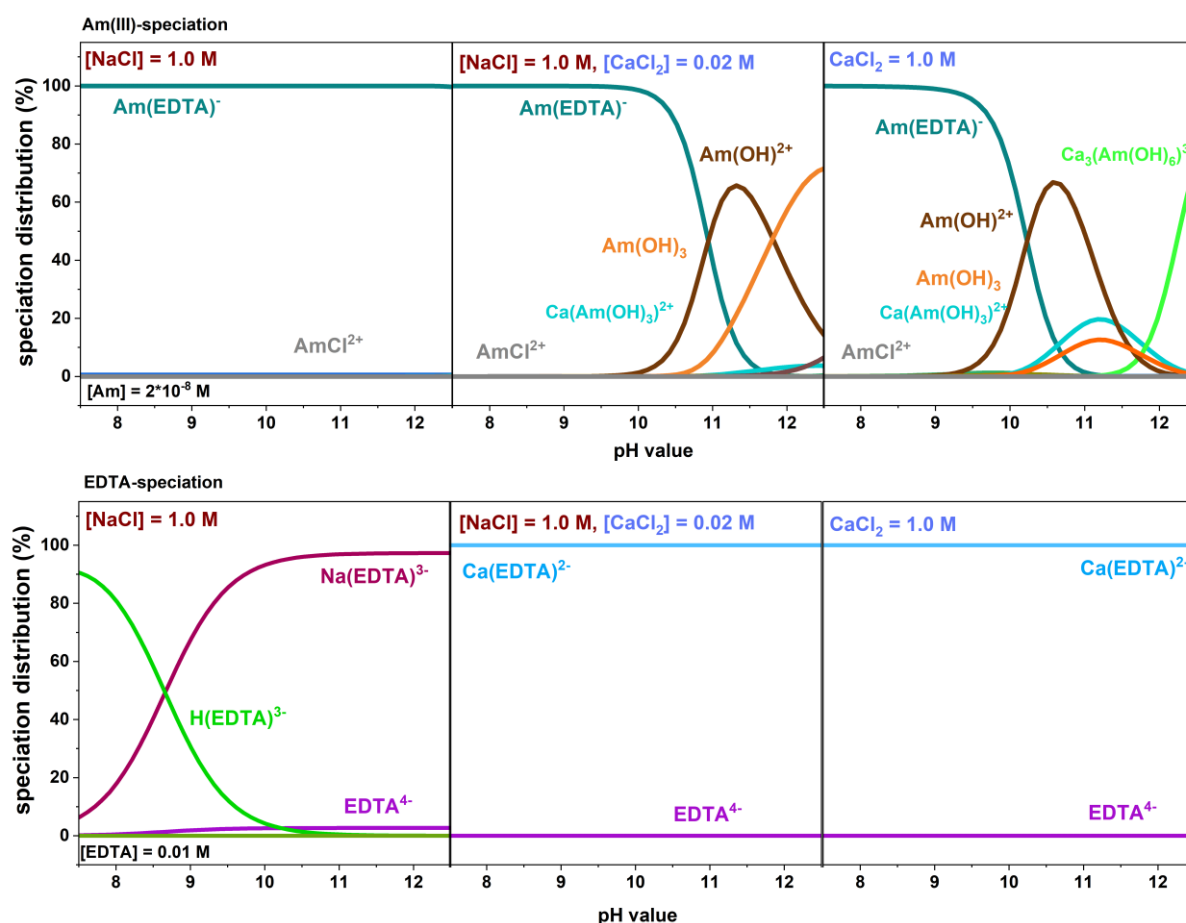 Am(III)-speciation
[NaCl] = 1.0 M
[NaCl] = 1.0 M, [CaCl₂] = 0.02 M
CaCl₂ = 1.0 M
speciation distribution (%)
100
80
60
40
20
0
Am(EDTA)⁻
AmCl²⁺
[Am] = 2*10⁻⁸ M
Am(EDTA)⁻
Am(OH)²⁺
Am(OH)₃
Ca(Am(OH)₃)²⁺
AmCl²⁺
Am(EDTA)⁻
Ca₃(Am(OH)₆)³
Am(OH)²⁺
Am(OH)₃
Ca(Am(OH)₃)²⁺
AmCl²⁺
8 9 10 11 12
8 9 10 11 12
8 9 10 11 12
pH value
EDTA-speciation
[NaCl] = 1.0 M
[NaCl] = 1.0 M, [CaCl₂] = 0.02 M
CaCl₂ = 1.0 M
speciation distribution (%)
100
80
60
40
20
0
Na(EDTA)³⁻
H(EDTA)³⁻
EDTA⁴⁻
[EDTA] = 0.01 M
Ca(EDTA)²⁻
EDTA⁴⁻
Ca(EDTA)²⁻
EDTA⁴⁻
8 9 10 11 12
8 9 10 11 12
8 9 10 11 12
pH value